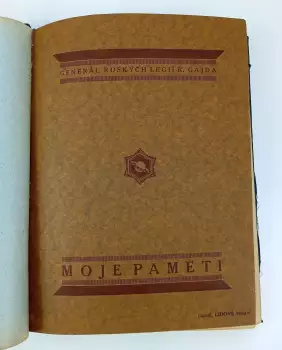 GENERÁL RUSKÝCH LEGIÍ R. GAJDA
MOJE PAMĚTI